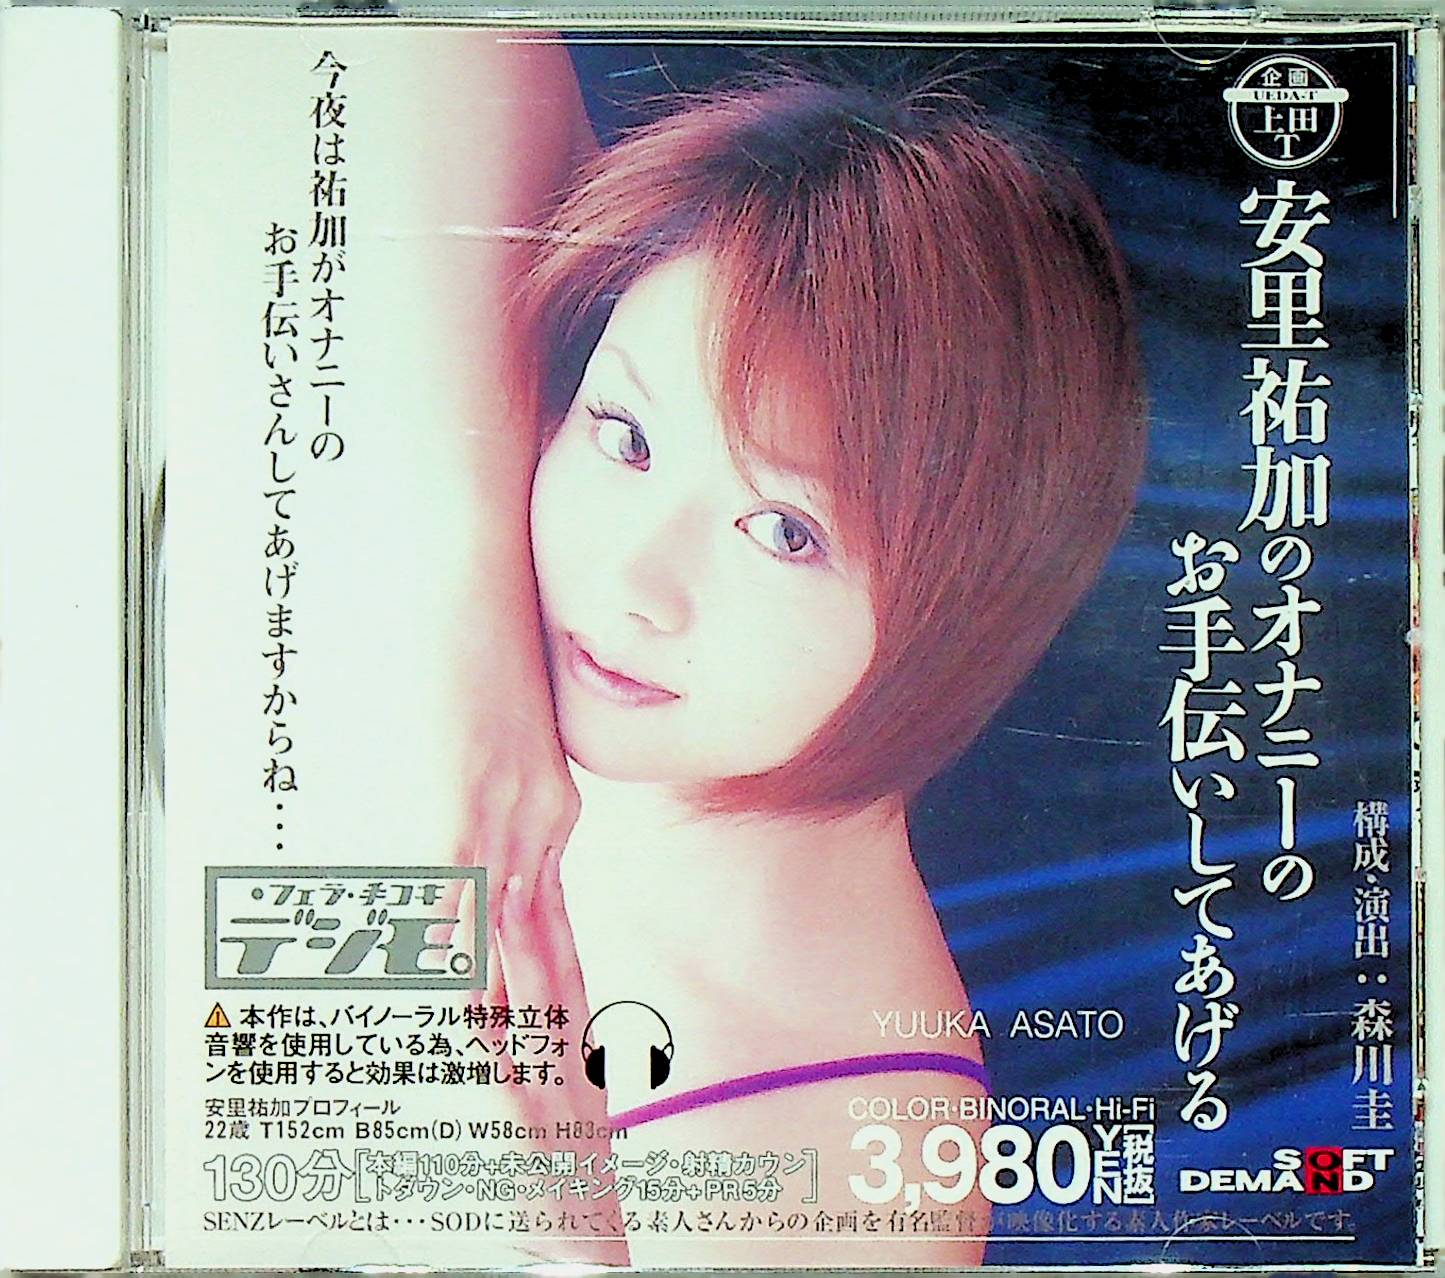 企画
UEDA-T
上田
T
安里祐加のオナニーの
お手伝いしてあげる
構成・演出：森川圭
今夜は祐加がオナニーの
お手伝いさんしてあげますからね・・・
・フェラ・手コキ
デジモ。
本作は、バイノーラル特殊立体
音響を使用している為、ヘッドフォ
ンを使用すると効果は激増します。
安里祐加プロフィール
22歳 T152cm B85cm(D) W58cm H83cm
130分[本編110分+未公開イメージ・射精カウン
トダウン・NG・メイキング15分+PR5分]
YUUKA ASATO
COLOR・BINORAL・Hi-Fi
3,980YEN[税抜]
SOFT
ON
DEMAND
SENZレーベルとは・・・SODに送られてくる素人さんからの企画を有名監督が映像化する素人作家レーベルです。